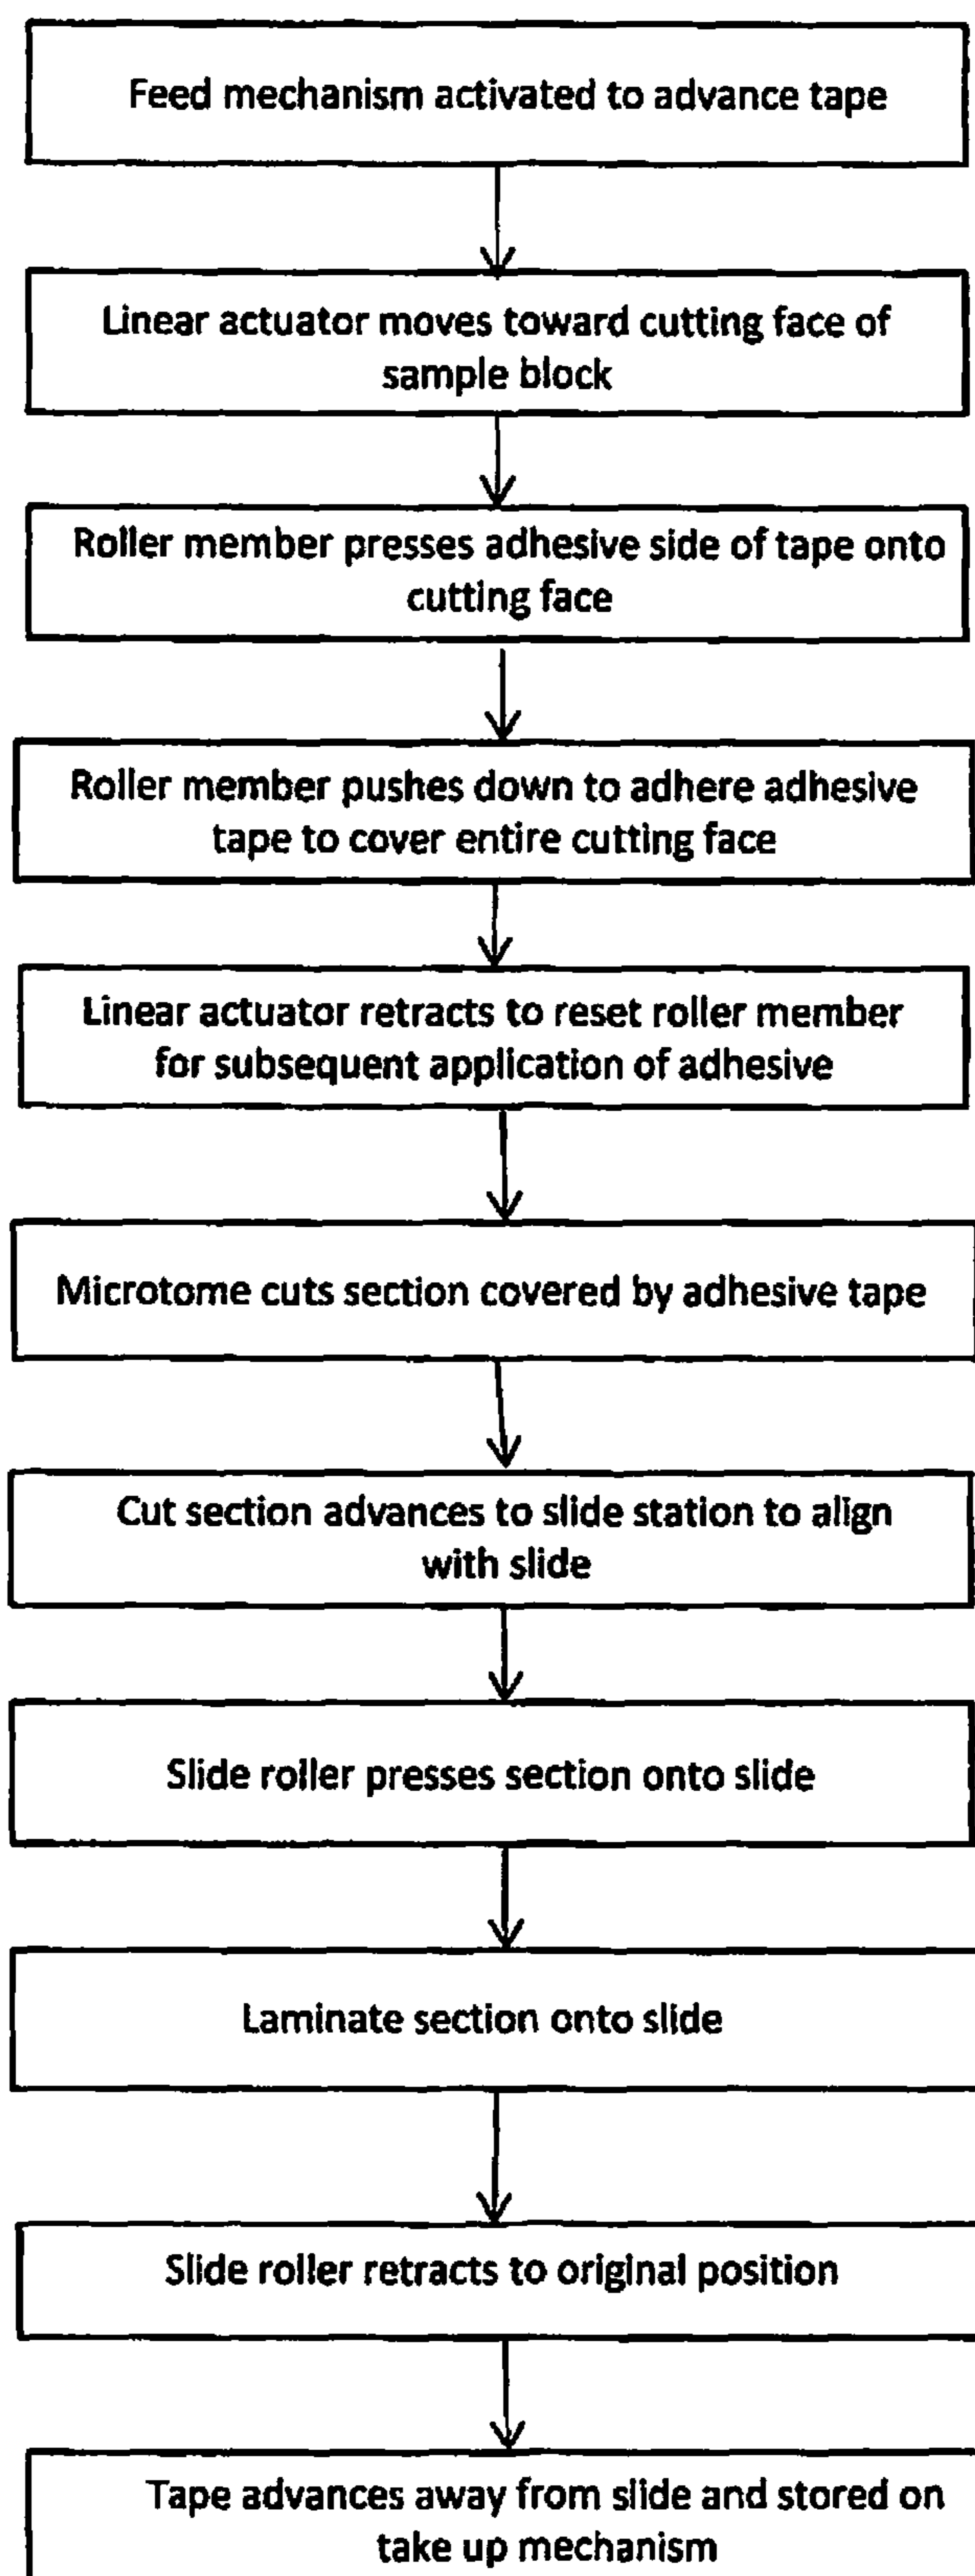 Feed mechanism activated to advance tape
Linear actuator moves toward cutting face of
sample block
Roller member presses adhesive side of tape onto
cutting face
Roller member pushes down to adhere adhesive
tape to cover entire cutting face
Linear actuator retracts to reset roller member
for subsequent application of adhesive
Microtome cuts section covered by adhesive tape
Cut section advances to slide station to align
with slide
Slide roller presses section onto slide
Laminate section onto slide
Slide roller retracts to original position
Tape advances away from slide and stored on
take up mechanism